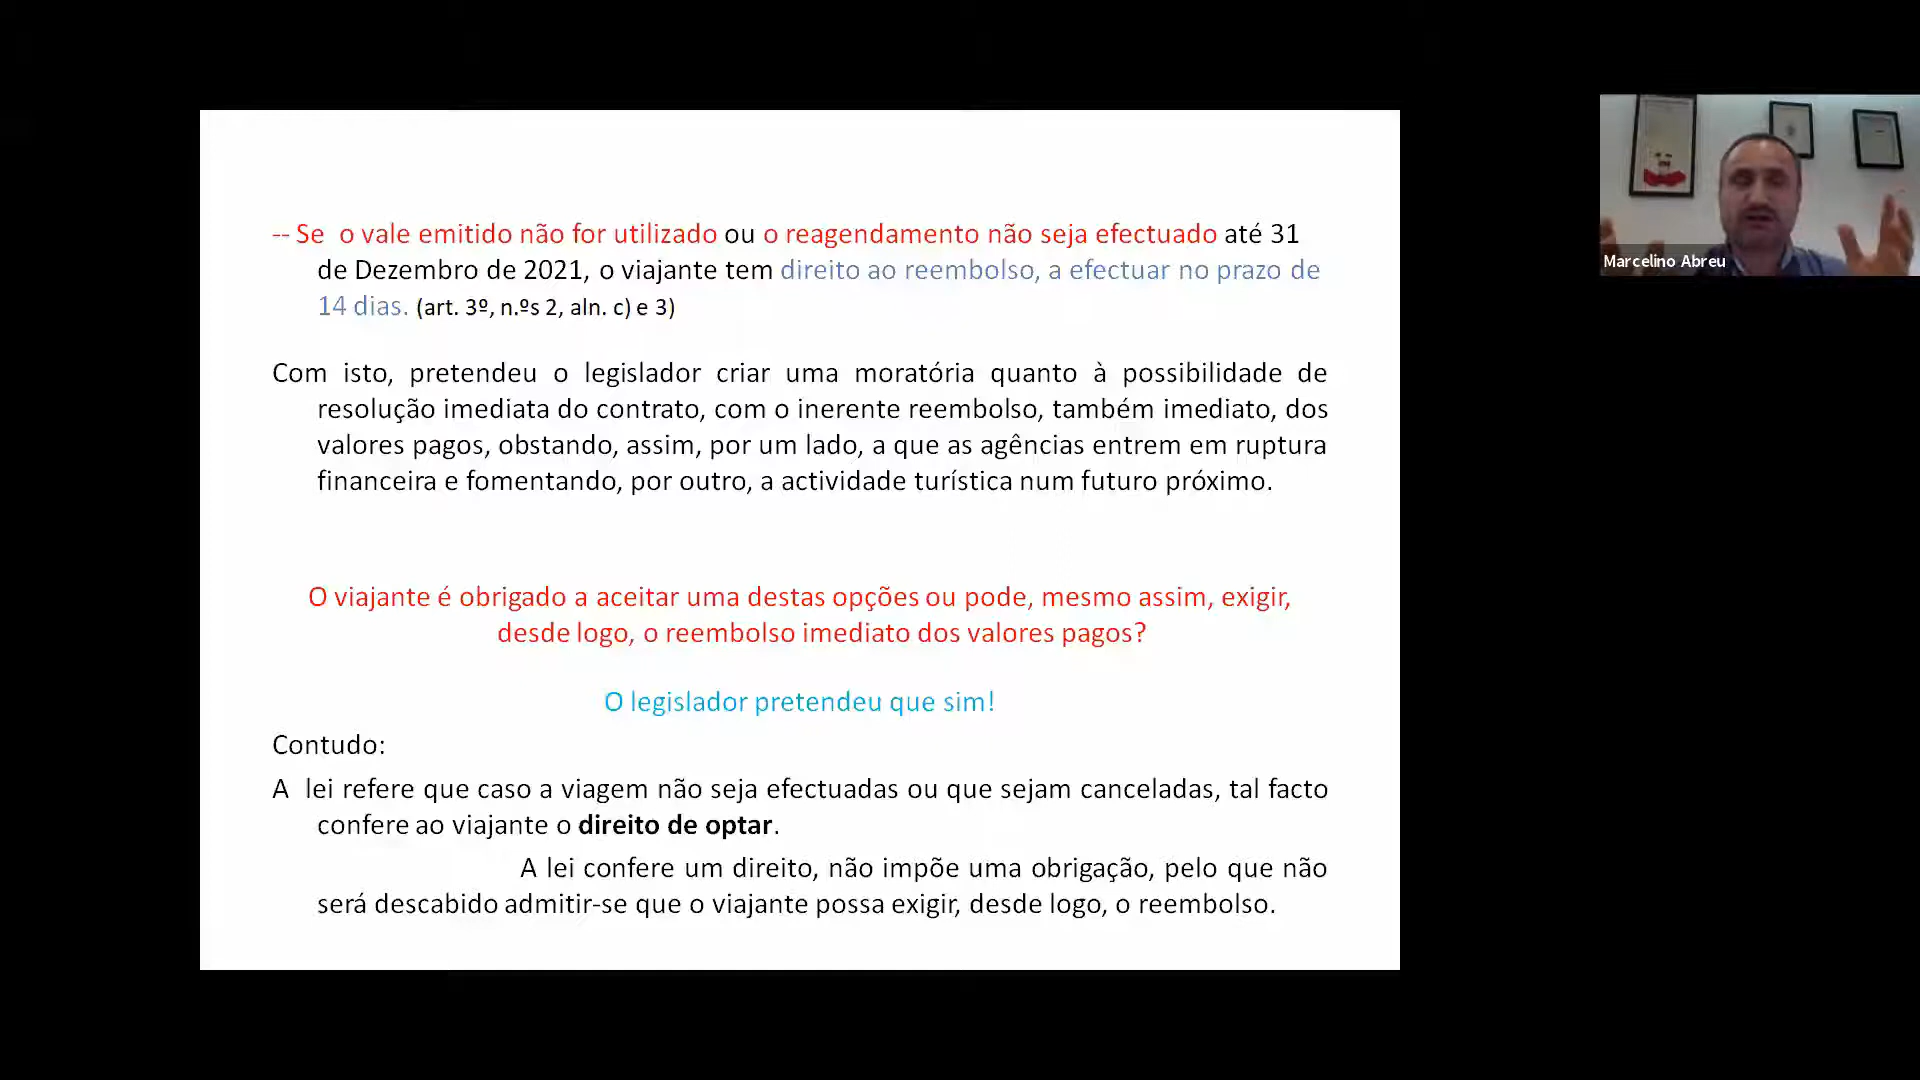 -- Se o vale emitido não for utilizado ou o reagendamento não seja efectuado até 31
de Dezembro de 2021, o viajante tem direito ao reembolso, a efectuar no prazo de
14 dias. (art. 3º, n.ºs 2, aln. c) e 3)
Com isto, pretendeu o legislador criar uma moratória quanto à possibilidade de
resolução imediata do contrato, com o inerente reembolso, também imediato, dos
valores pagos, obstando, assim, por um lado, a que as agências entrem em ruptura
financeira e fomentando, por outro, a actividade turística num futuro próximo.
O viajante é obrigado a aceitar uma destas opções ou pode, mesmo assim, exigir,
desde logo, o reembolso imediato dos valores pagos?
O legislador pretendeu que sim!
Contudo:
A lei refere que caso a viagem não seja efectuadas ou que sejam canceladas, tal facto
confere ao viajante o direito de optar.
A lei confere um direito, não impõe uma obrigação, pelo que não
será descabido admitir-se que o viajante possa exigir, desde logo, o reembolso.
Marcelino Abreu